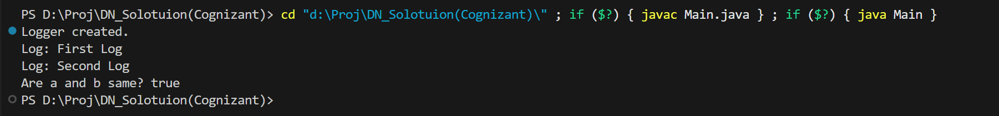 PS D:\Proj\DN_Solotuion(Cognizant)> cd "d:\Proj\DN_Solotuion(Cognizant)\" ; if ($?) { javac Main.java } ; if ($?) { java Main }
Logger created.
Log: First Log
Log: Second Log
Are a and b same? true
PS D:\Proj\DN_Solotuion(Cognizant)>